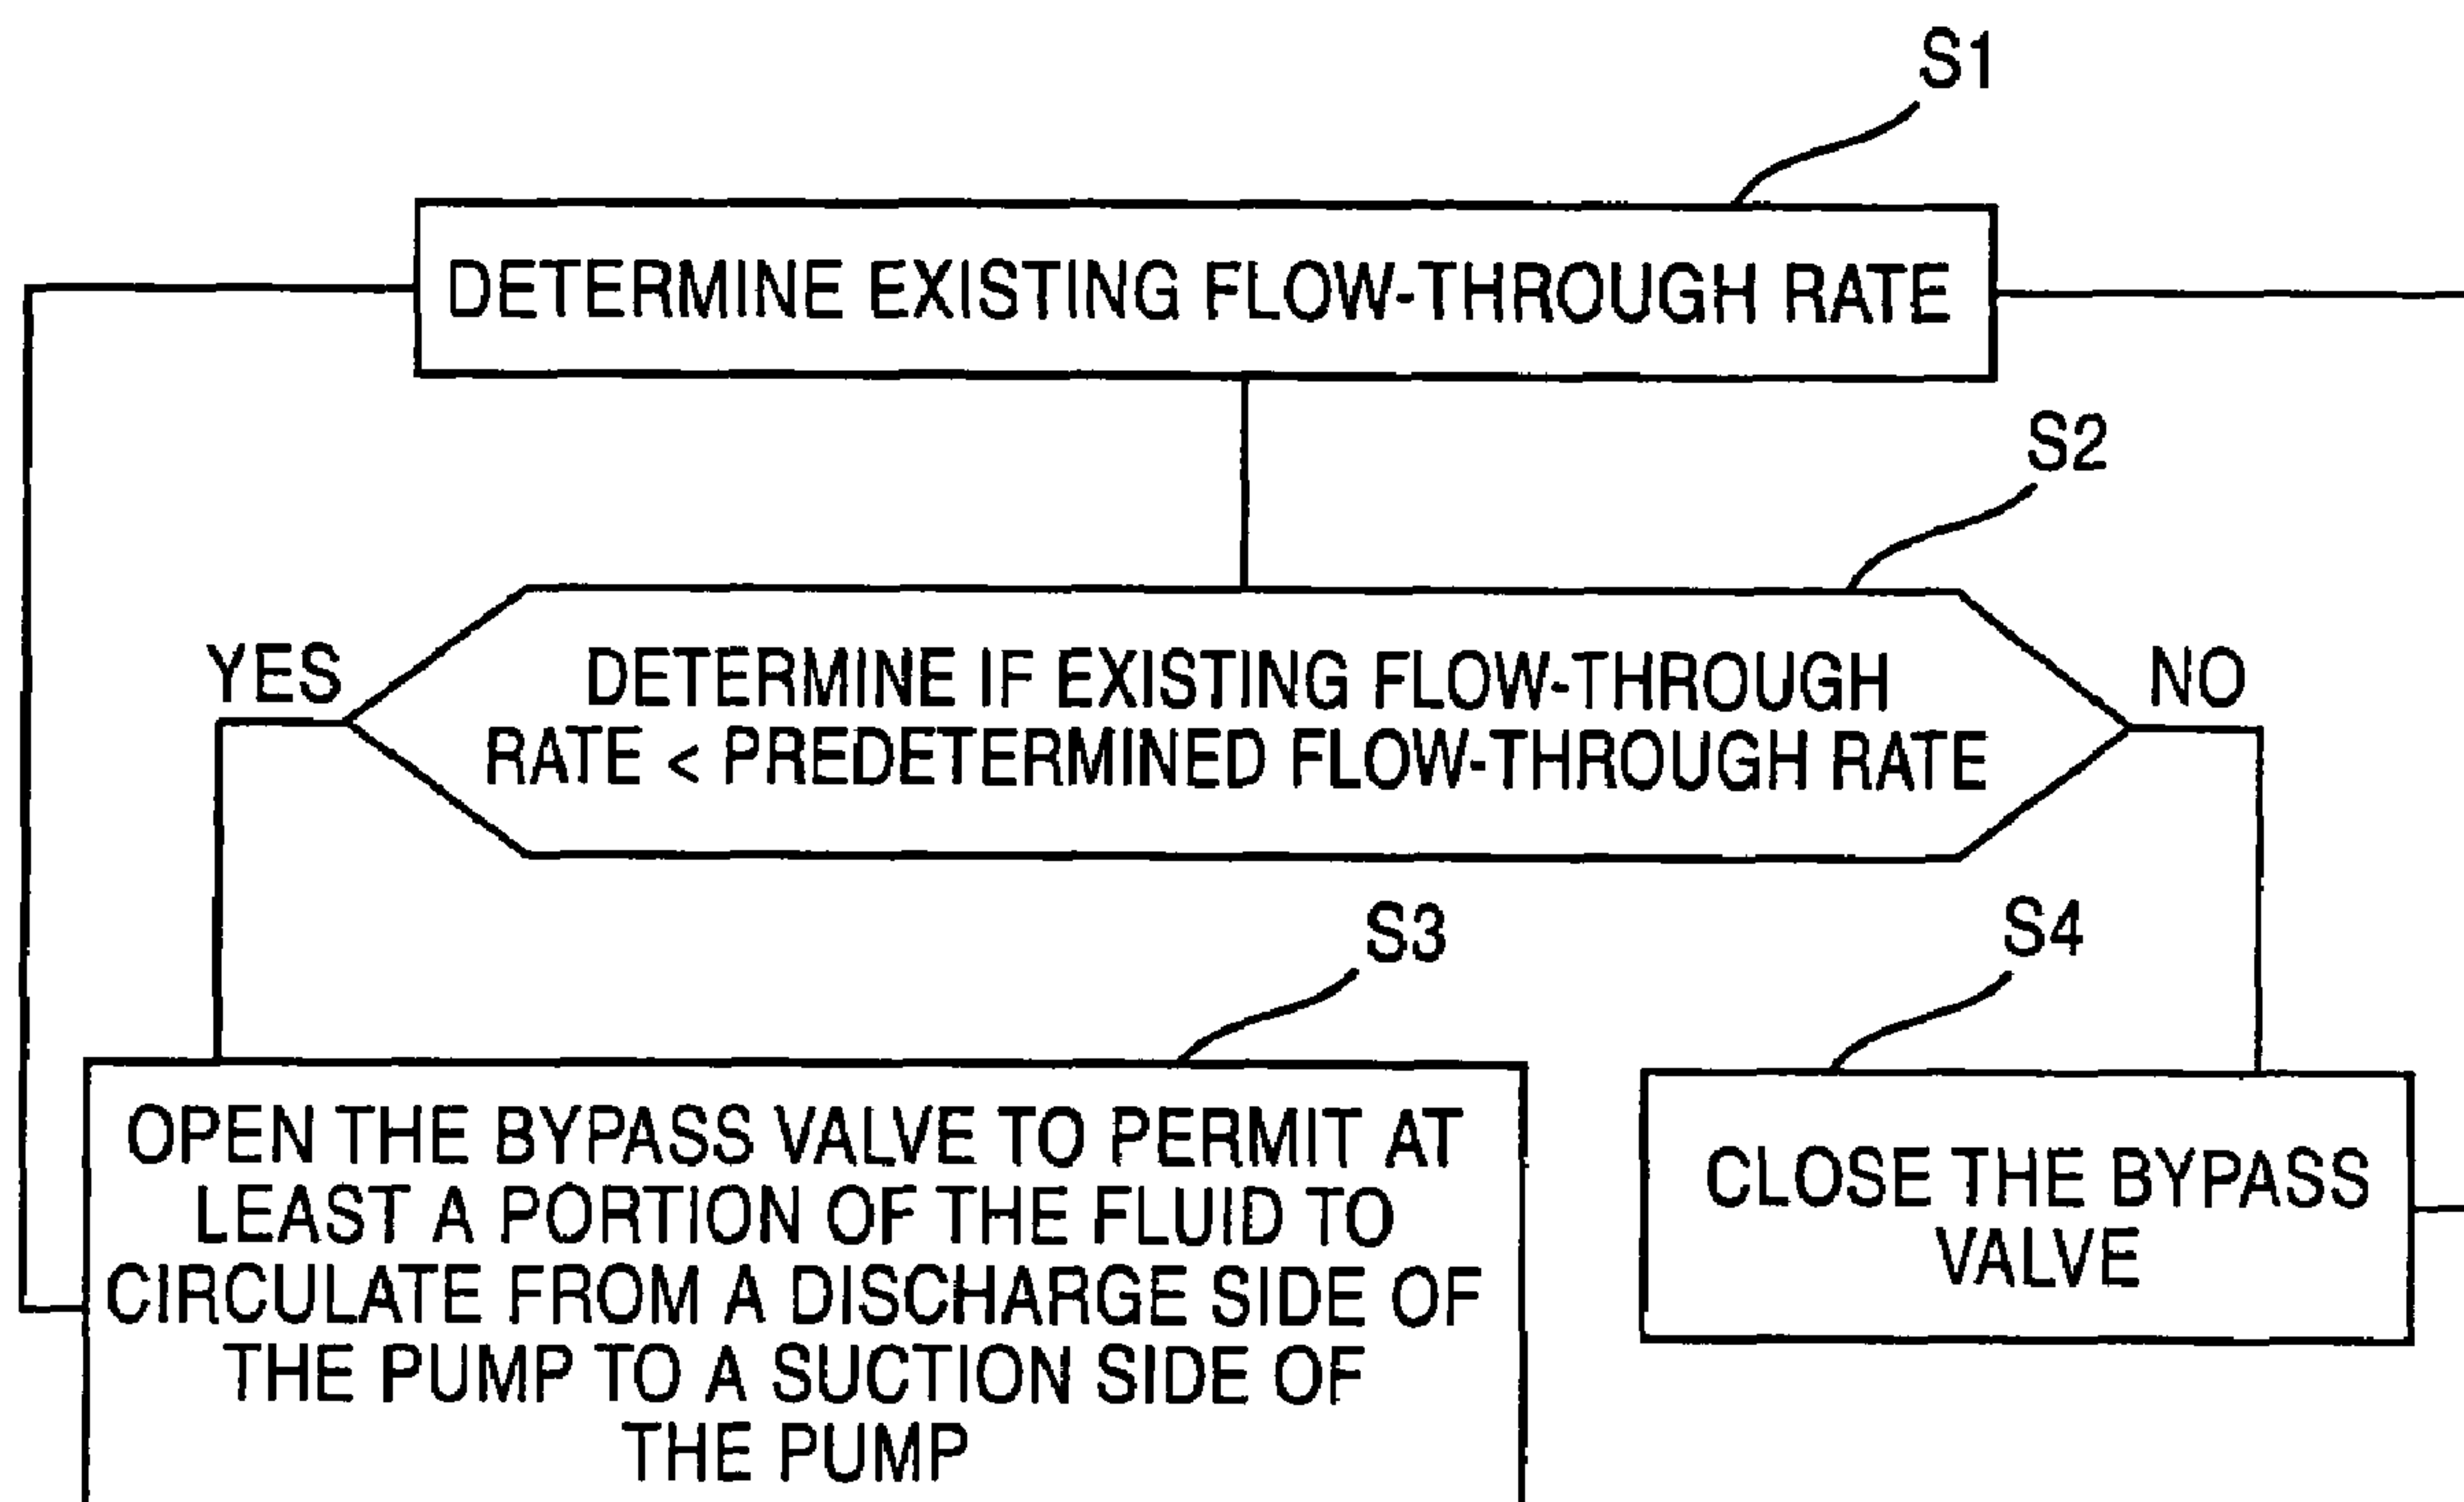 S1
DETERMINE EXISTING FLOW-THROUGH RATE
S2
YES
DETERMINE IF EXISTING FLOW-THROUGH
RATE < PREDETERMINED FLOW-THROUGH RATE
NO
S3
S4
OPEN THE BYPASS VALVE TO PERMIT AT
LEAST A PORTION OF THE FLUID TO
CIRCULATE FROM A DISCHARGE SIDE OF
THE PUMP TO A SUCTION SIDE OF
THE PUMP
CLOSE THE BYPASS
VALVE